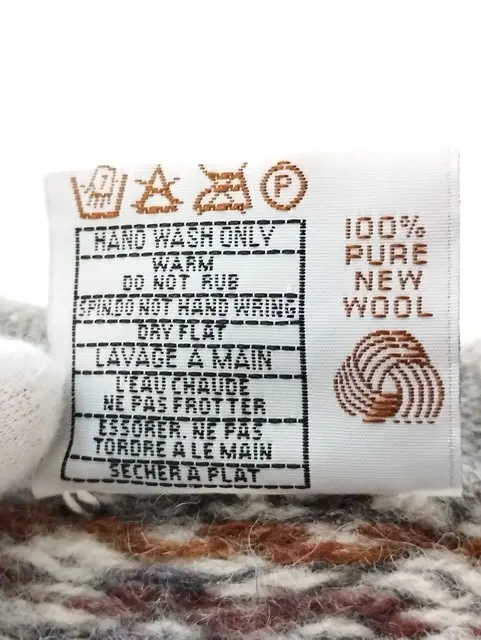 P
HAND WASH ONLY
WARM
DO NOT RUB
SPIN.DO NOT HAND WRING
DRY FLAT
LAVAGE A MAIN
L'EAU CHAUDE
NE PAS FROTTER
ESSORER. NE PAS
TORDRE A LE MAIN
SECHER A PLAT
100%
PURE
NEW
WOOL